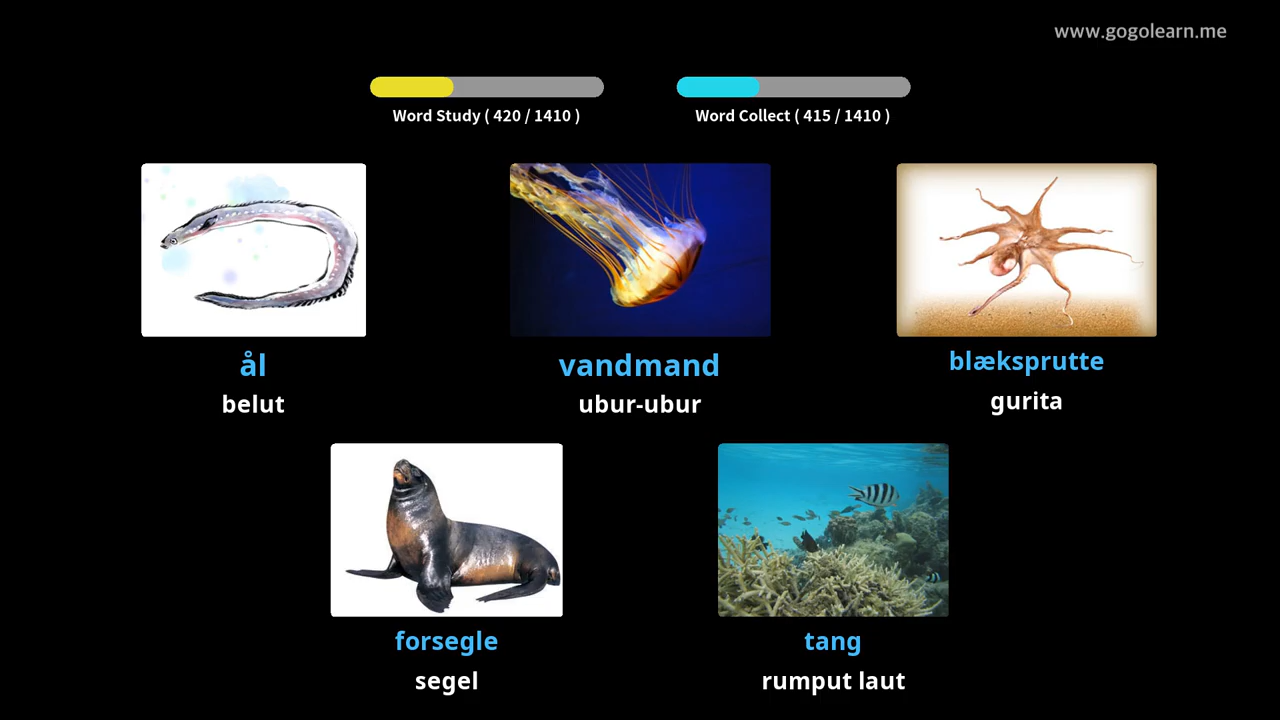 www.gogolearn.me
Word Study ( 420 / 1410 )
Word Collect ( 415 / 1410 )
ål
belut
vandmand
ubur-ubur
blæksprutte
gurita
forsegle
segel
tang
rumput laut